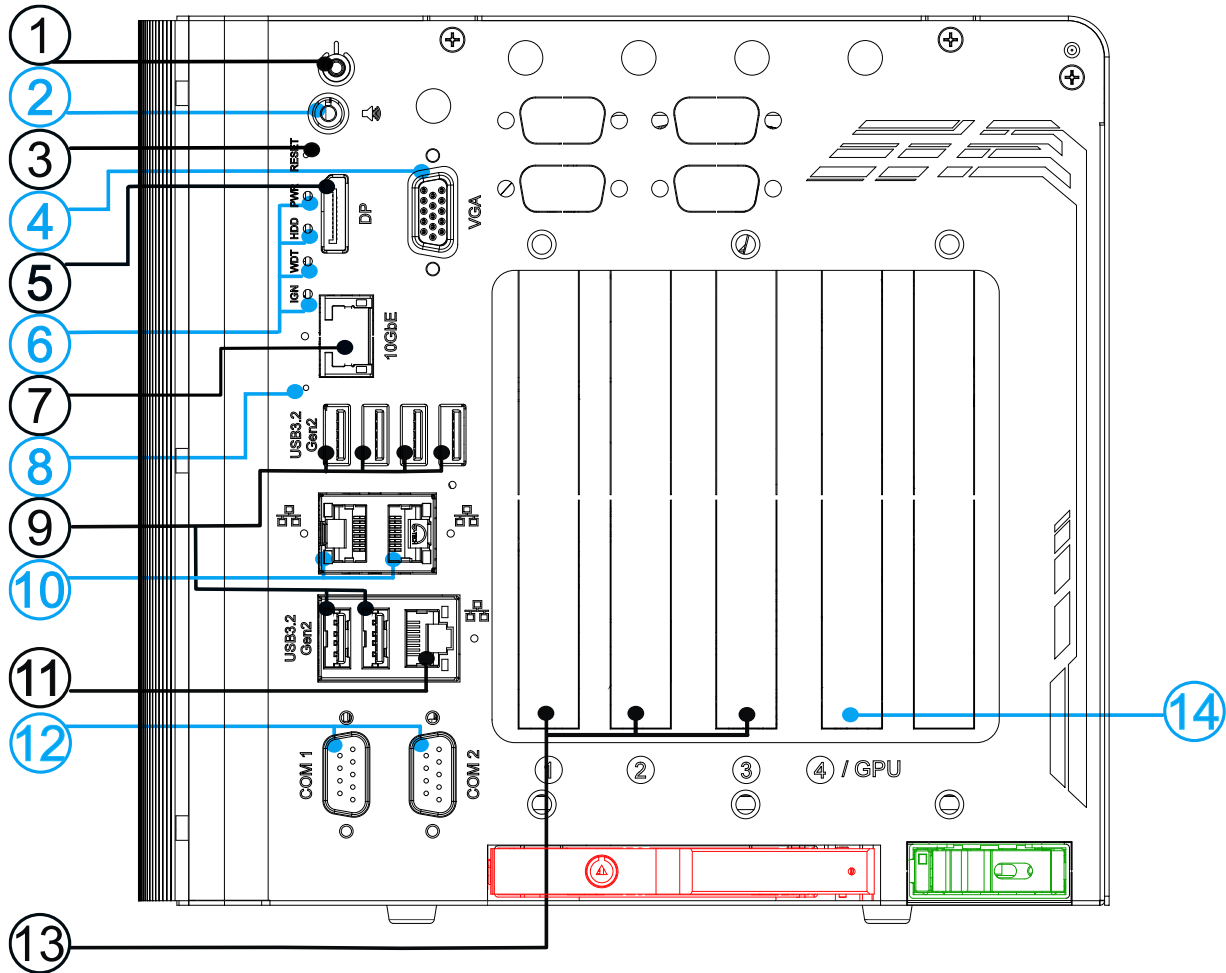 1
2
3
4
5
6
7
8
9
10
11
12
13
14
RESET
PWR
HDD
WDT
IGN
DP
VGA
10GbE
USB3.2
Gen2
USB3.2
Gen2
COM 1
COM 2
1
2
3
4 / GPU